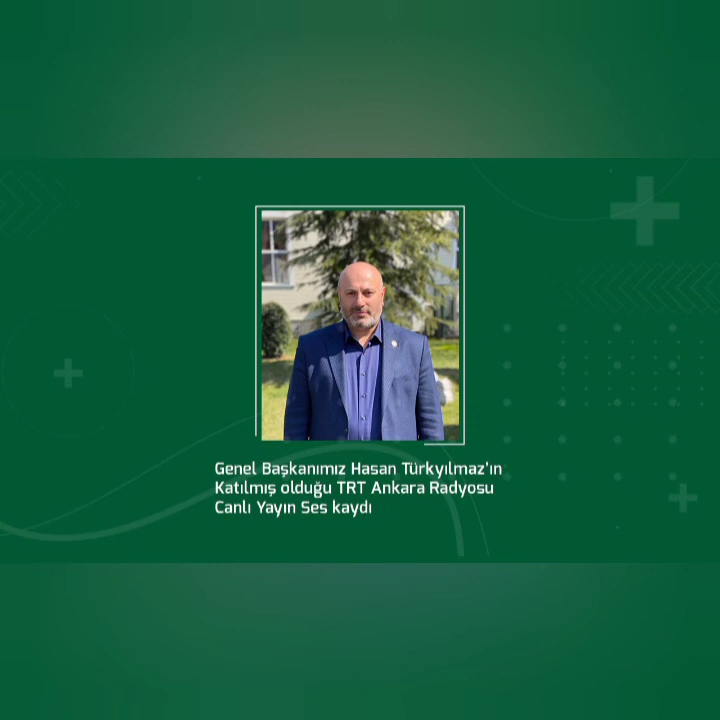 Genel Başkanımız Hasan Türkyılmaz'ın
Katılmış olduğu TRT Ankara Radyosu
Canlı Yayın Ses kaydı